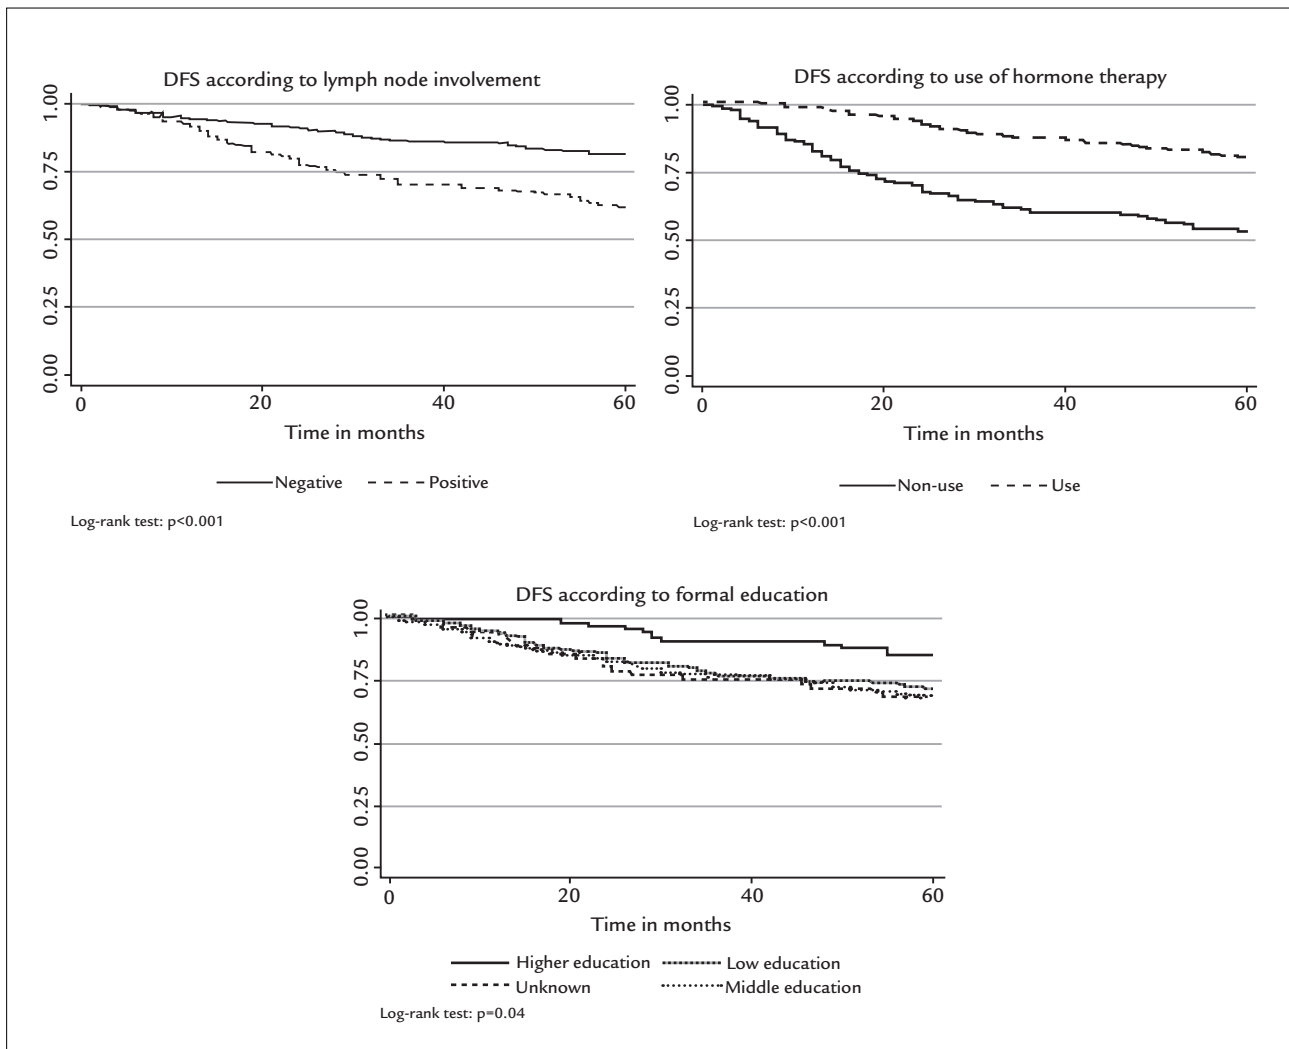 DFS according to lymph node involvement
1.00
0.75
0.50
0.25
0.00
0 20 40 60
Time in months
Negative Positive
Log-rank test: p<0.001
DFS according to use of hormone therapy
1.00
0.75
0.50
0.25
0.00
0 20 40 60
Time in months
Non-use Use
Log-rank test: p<0.001
DFS according to formal education
1.00
0.75
0.50
0.25
0.00
0 20 40 60
Time in months
Higher education Low education
Unknown Middle education
Log-rank test: p=0.04